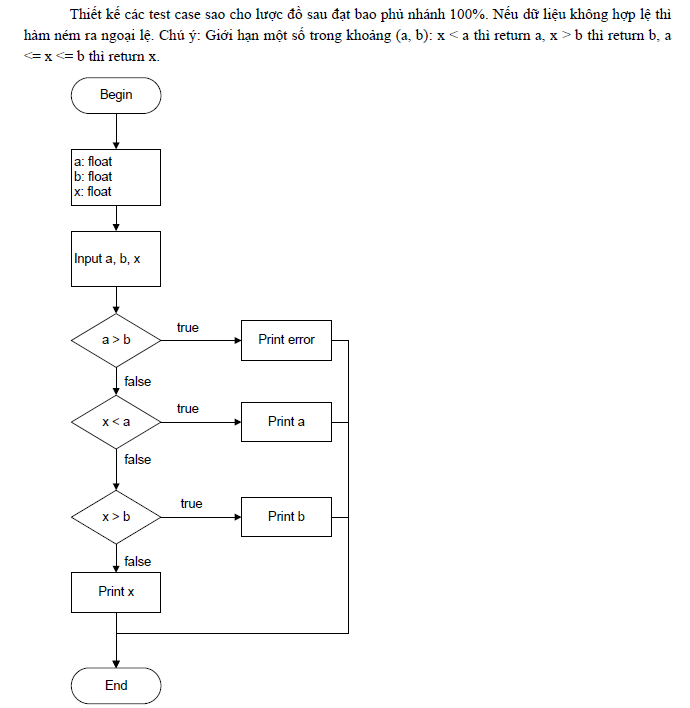 Thiết kế các test case sao cho lược đồ sau đạt bao phủ nhánh 100%. Nếu dữ liệu không hợp lệ thì
hàm ném ra ngoại lệ. Chú ý: Giới hạn một số trong khoảng (a, b): x < a thì return a, x > b thì return b, a
<= x <= b thì return x.
Begin
a: float
b: float
x: float
Input a, b, x
a > b
true
Print error
false
x < a
true
Print a
false
x > b
true
Print b
false
Print x
End